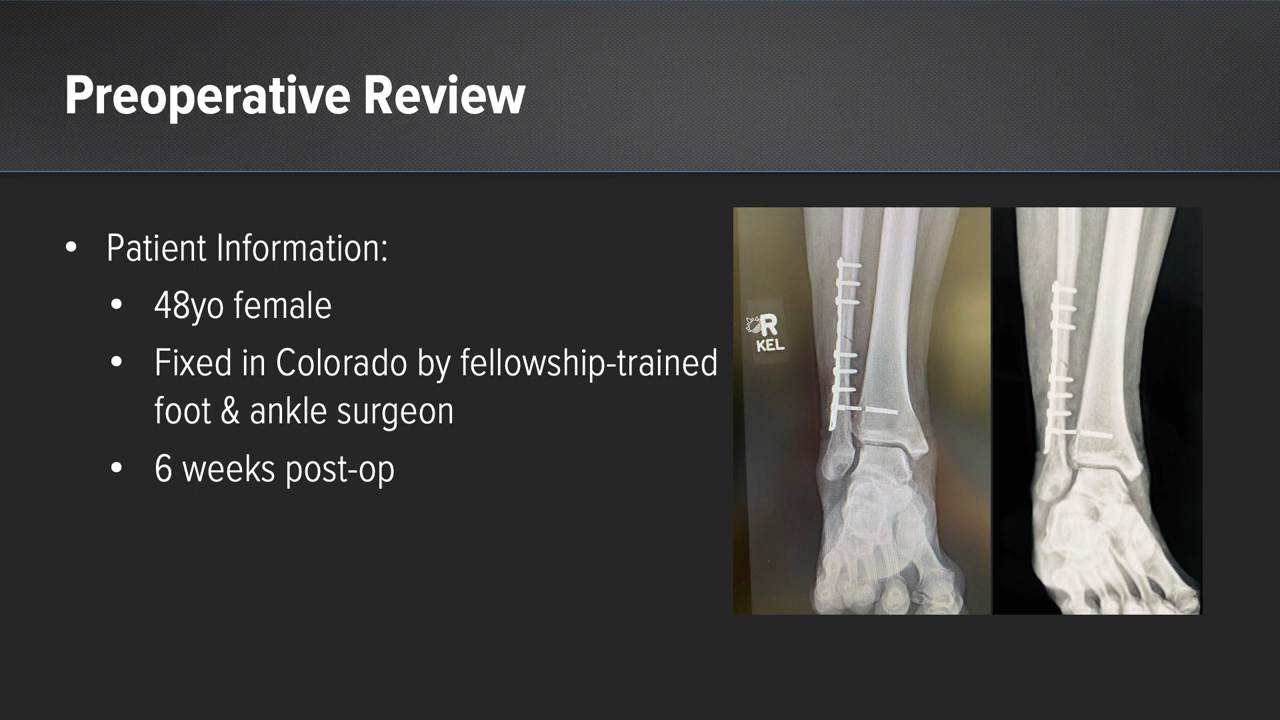 Preoperative Review
• Patient Information:
• 48yo female
• Fixed in Colorado by fellowship-trained
foot & ankle surgeon
• 6 weeks post-op
R
KEL